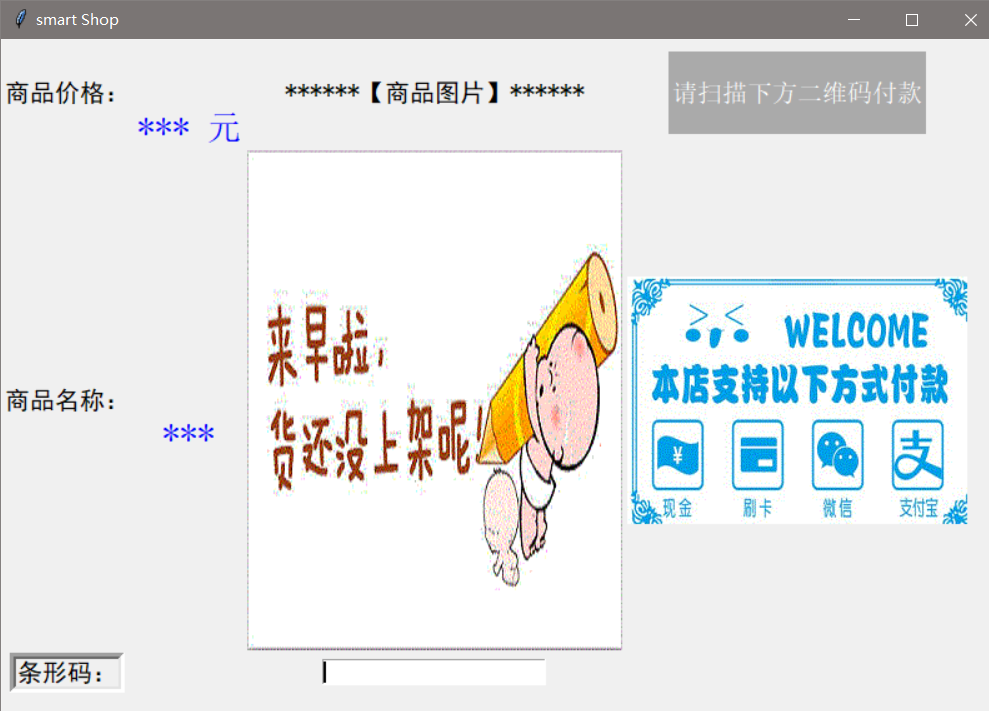 smart Shop
商品价格：
******【商品图片】******
请扫描下方二维码付款
*** 元
来早啦，
货还没上架呢！
WELCOME
本店支持以下方式付款
¥
支
现金
刷卡
微信
支付宝
商品名称：
***
条形码：